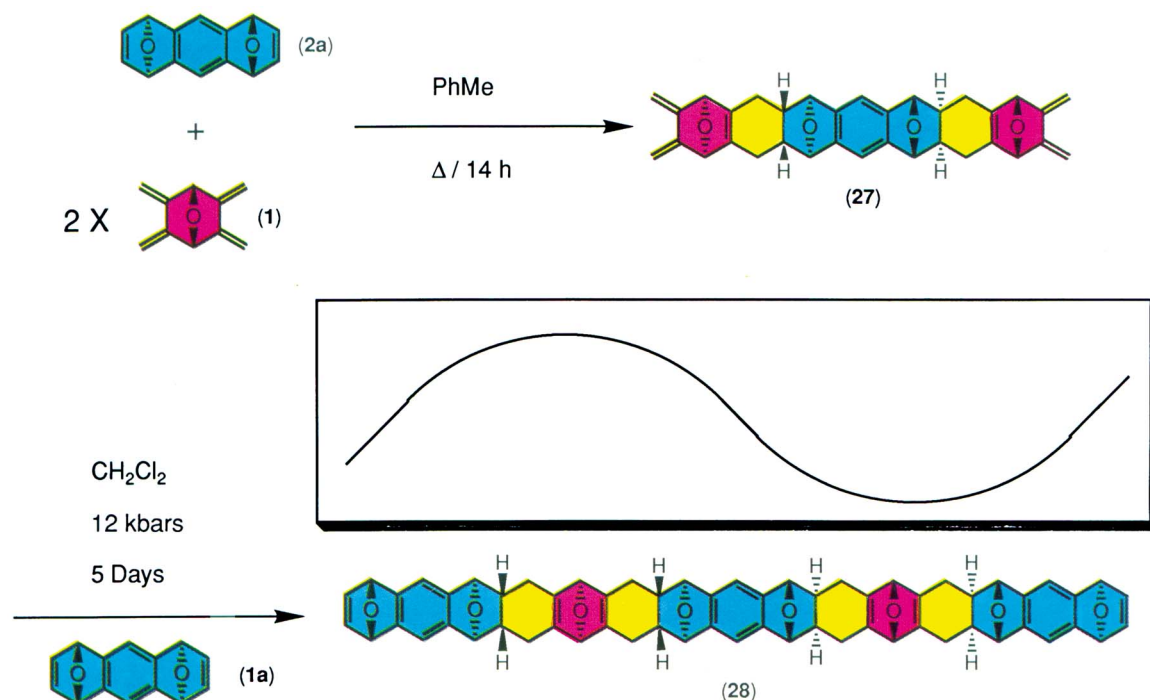 O O (2a)
+
2 X O (1)
PhMe
Δ / 14 h
H H
O O O O
H H
(27)
CH₂Cl₂
12 kbars
5 Days
O O (1a)
H H H H
O O O O O O O O
H H H H
(28)